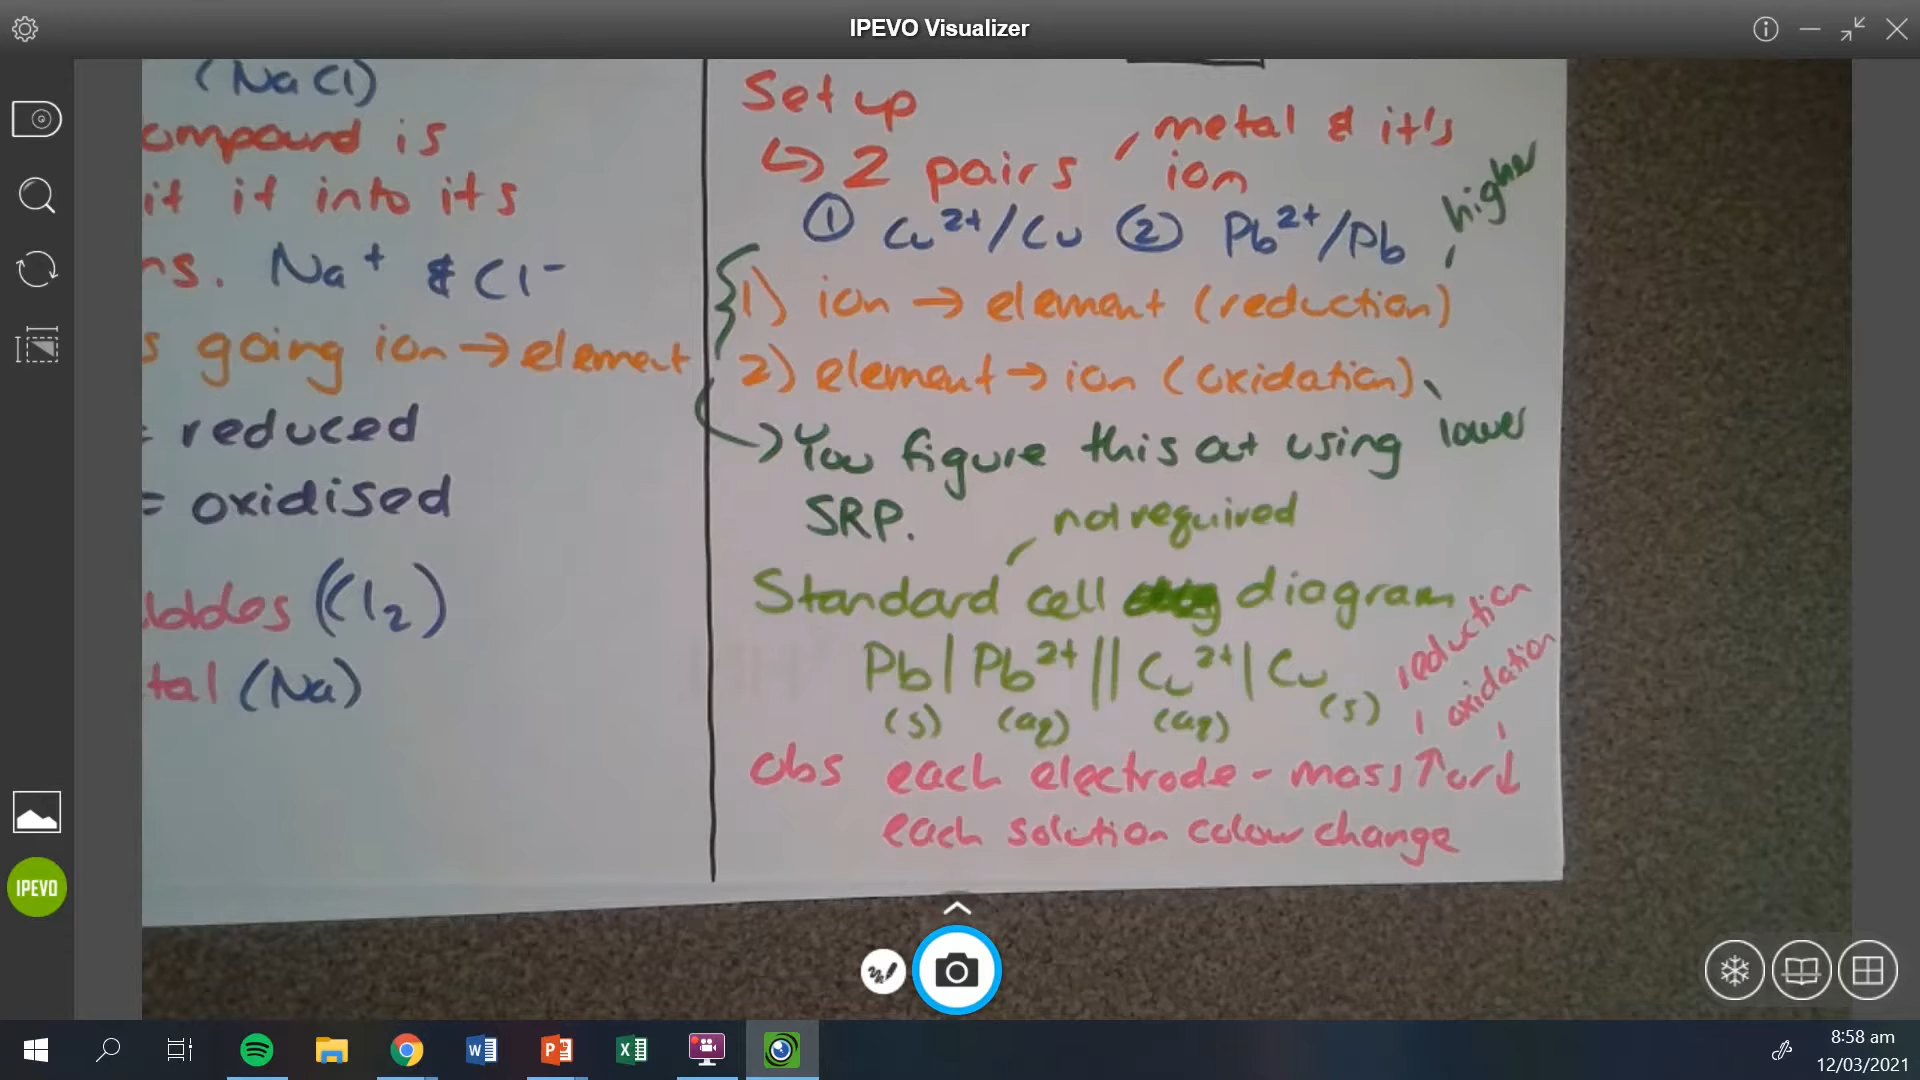 IPEVO Visualizer
(NaCl)
ompound is
it it into its
ns. Na⁺ & Cl⁻
s going ion → element
= reduced
= oxidised
(Cl₂)
tal (Na)
Set up
↳ 2 pairs metal & it's
ion
① Cu²⁺/Cu ② Pb²⁺/Pb
higher
1) ion → element (reduction)
2) element → ion (oxidation)
lower
→ You figure this out using
SRP.
not required
Standard cell diagram
Pb | Pb²⁺ || Cu²⁺ | Cu
(s) (aq) (aq) (s)
reduction
oxidation
obs each electrode - mass ↑ or ↓
each solution colour change
IPEVO
8:58 am
12/03/2021